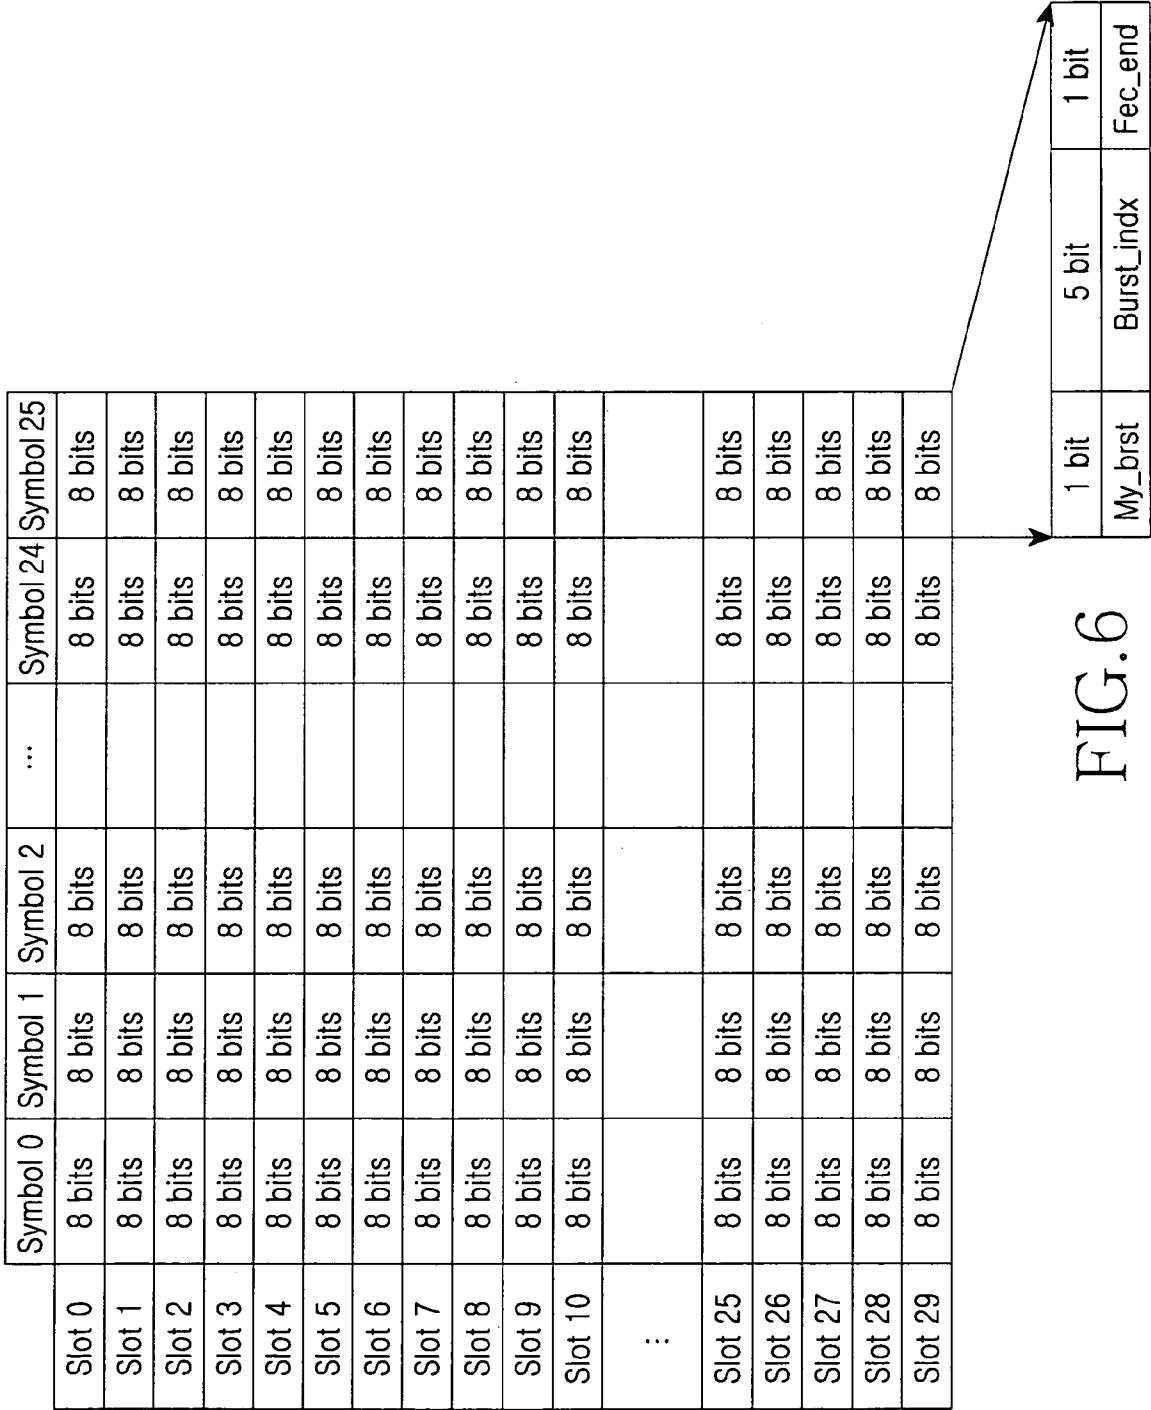 Symbol 0 Symbol 1 Symbol 2 ... Symbol 24 Symbol 25
Slot 0 8 bits 8 bits 8 bits 8 bits 8 bits
Slot 1 8 bits 8 bits 8 bits 8 bits 8 bits
Slot 2 8 bits 8 bits 8 bits 8 bits 8 bits
Slot 3 8 bits 8 bits 8 bits 8 bits 8 bits
Slot 4 8 bits 8 bits 8 bits 8 bits 8 bits
Slot 5 8 bits 8 bits 8 bits 8 bits 8 bits
Slot 6 8 bits 8 bits 8 bits 8 bits 8 bits
Slot 7 8 bits 8 bits 8 bits 8 bits 8 bits
Slot 8 8 bits 8 bits 8 bits 8 bits 8 bits
Slot 9 8 bits 8 bits 8 bits 8 bits 8 bits
Slot 10 8 bits 8 bits 8 bits 8 bits 8 bits
...
Slot 25 8 bits 8 bits 8 bits 8 bits 8 bits
Slot 26 8 bits 8 bits 8 bits 8 bits 8 bits
Slot 27 8 bits 8 bits 8 bits 8 bits 8 bits
Slot 28 8 bits 8 bits 8 bits 8 bits 8 bits
Slot 29 8 bits 8 bits 8 bits 8 bits 8 bits
1 bit 5 bit 1 bit
My_brst Burst_indx Fec_end
FIG.6